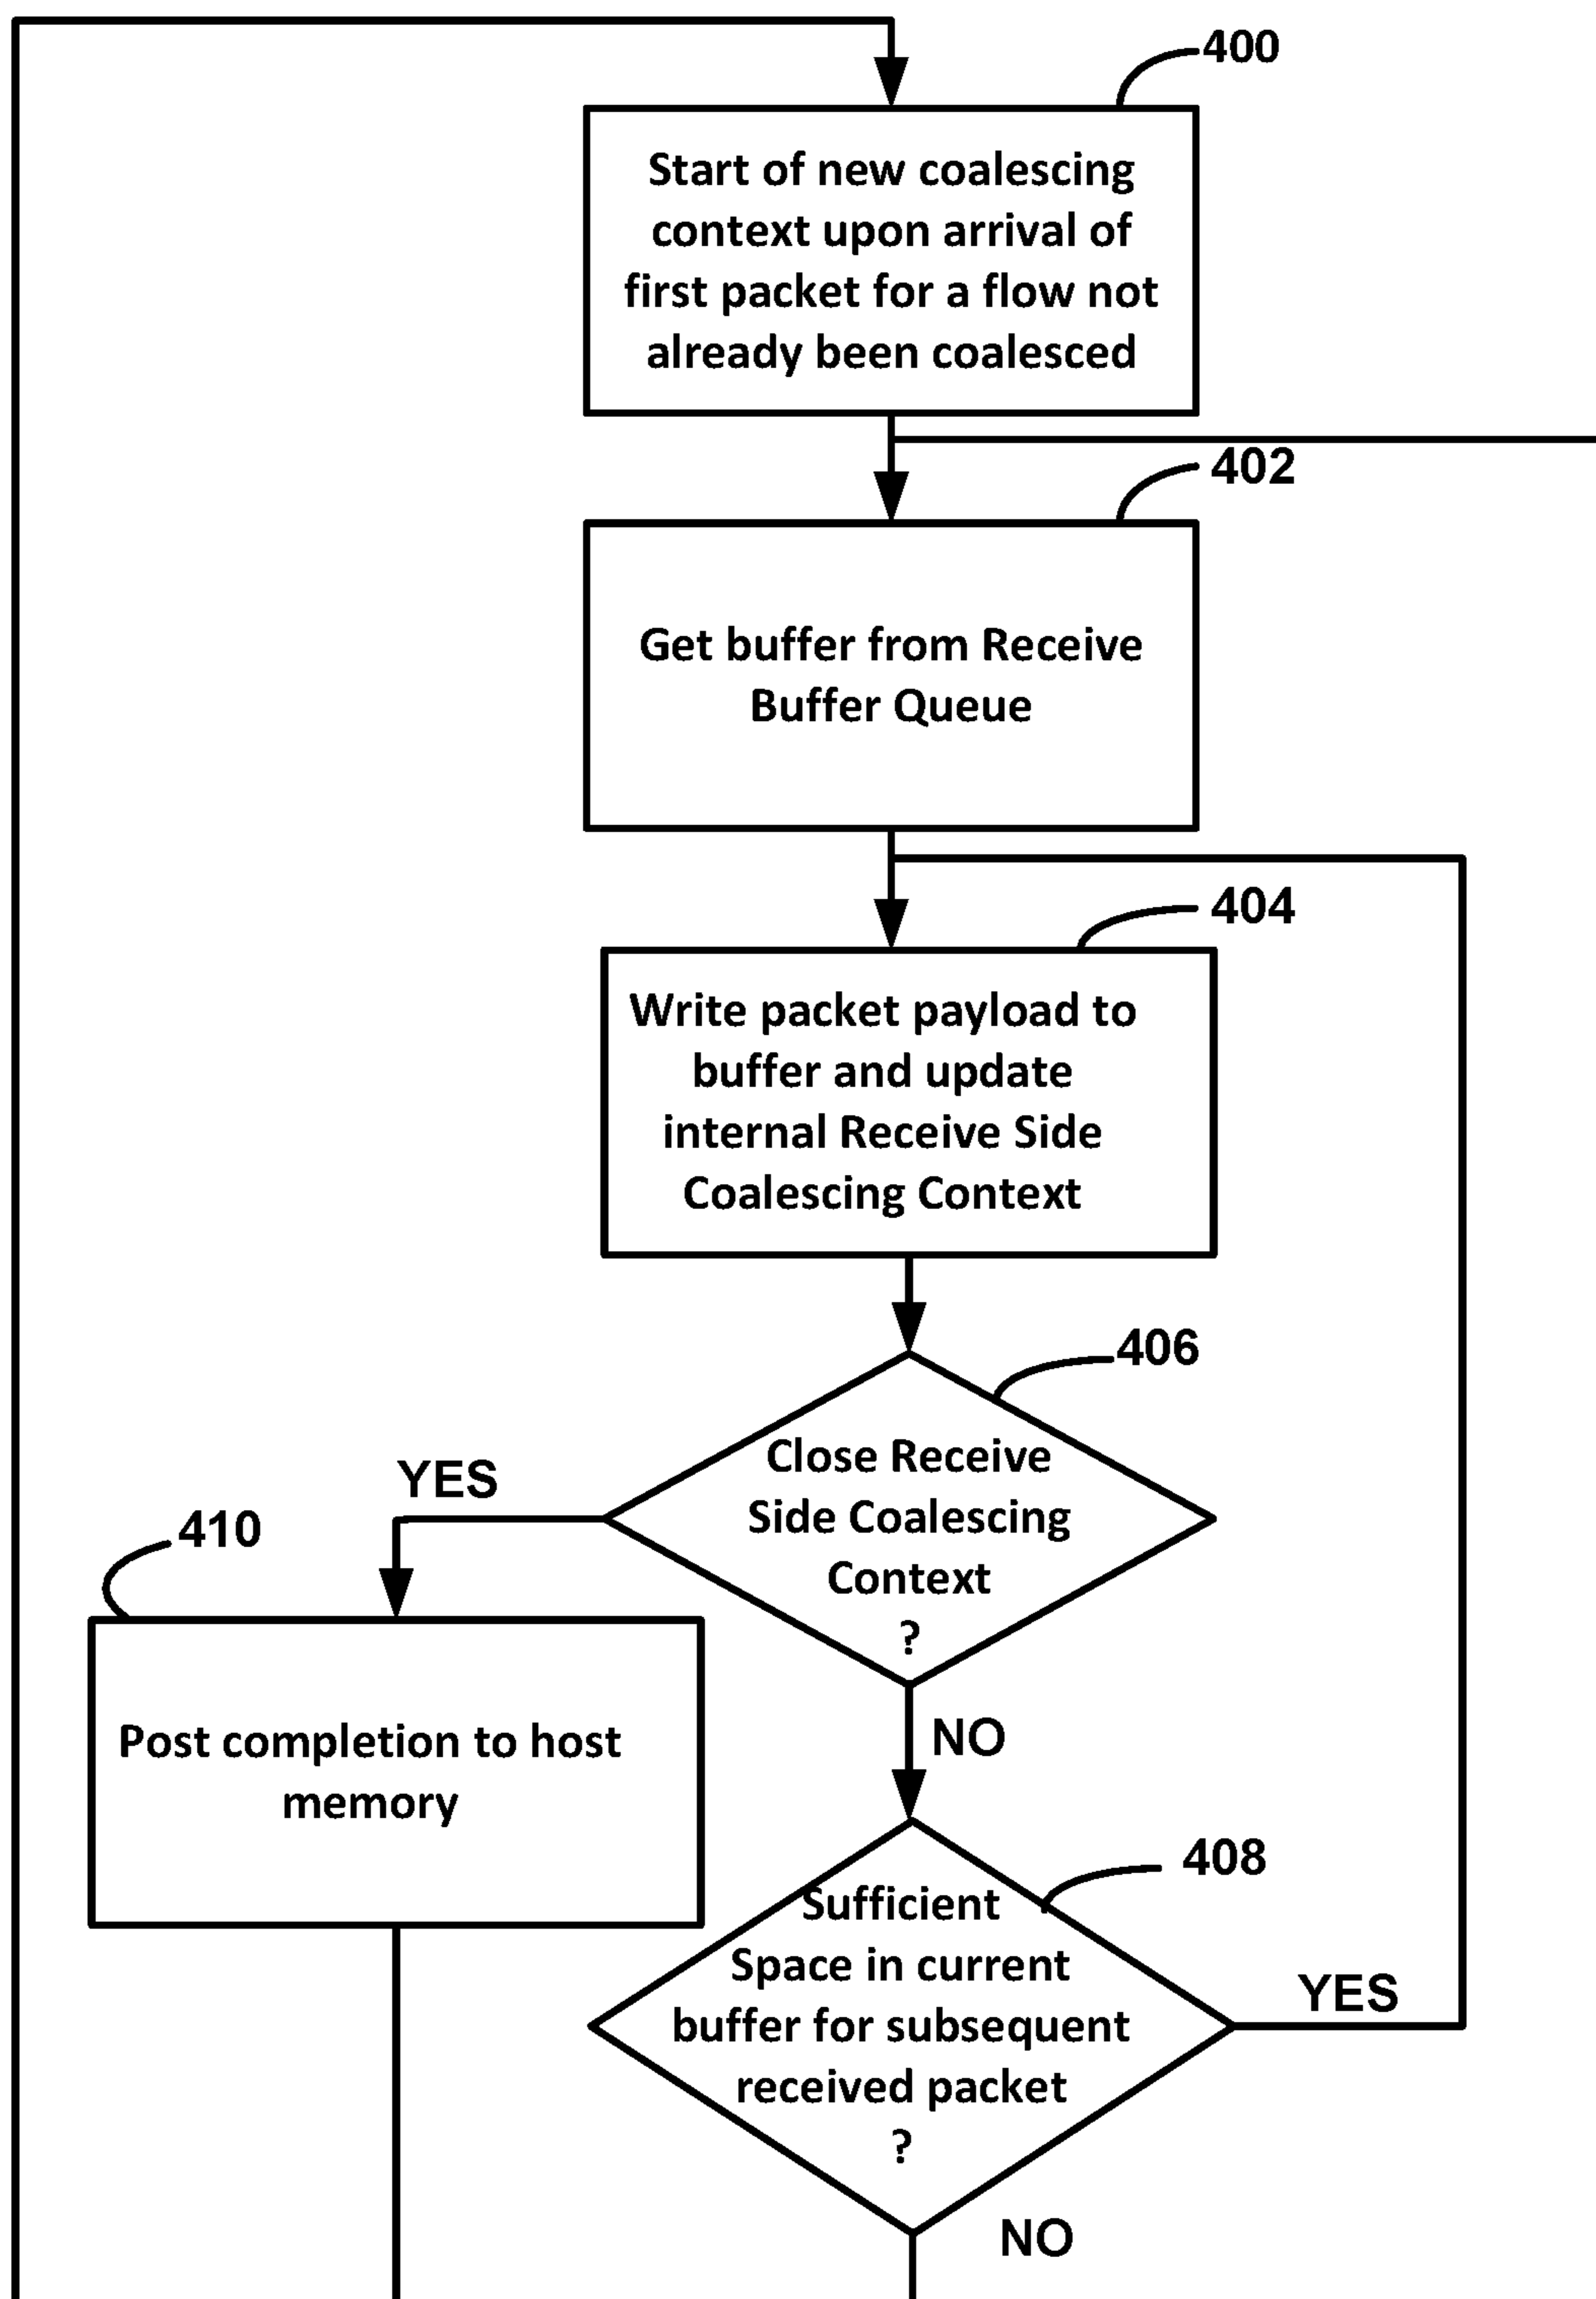 400
Start of new coalescing
context upon arrival of
first packet for a flow not
already been coalesced
402
Get buffer from Receive
Buffer Queue
404
Write packet payload to
buffer and update
internal Receive Side
Coalescing Context
406
Close Receive
Side Coalescing
Context
?
YES
410
Post completion to host
memory
NO
408
Sufficient
Space in current
buffer for subsequent
received packet
?
YES
NO